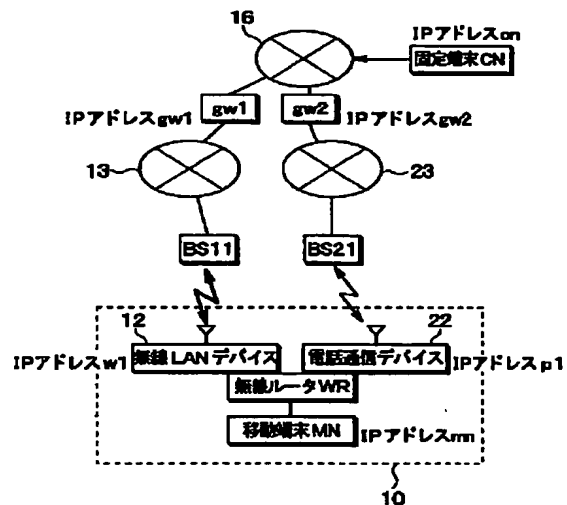 16
IPアドレスcn
固定端末CN
gw1
gw2
IPアドレスgw1
IPアドレスgw2
13
23
BS11
BS21
12
22
IPアドレスw1
無線LANデバイス
電話通信デバイス
IPアドレスp1
無線ルータWR
移動端末MN
IPアドレスmn
10